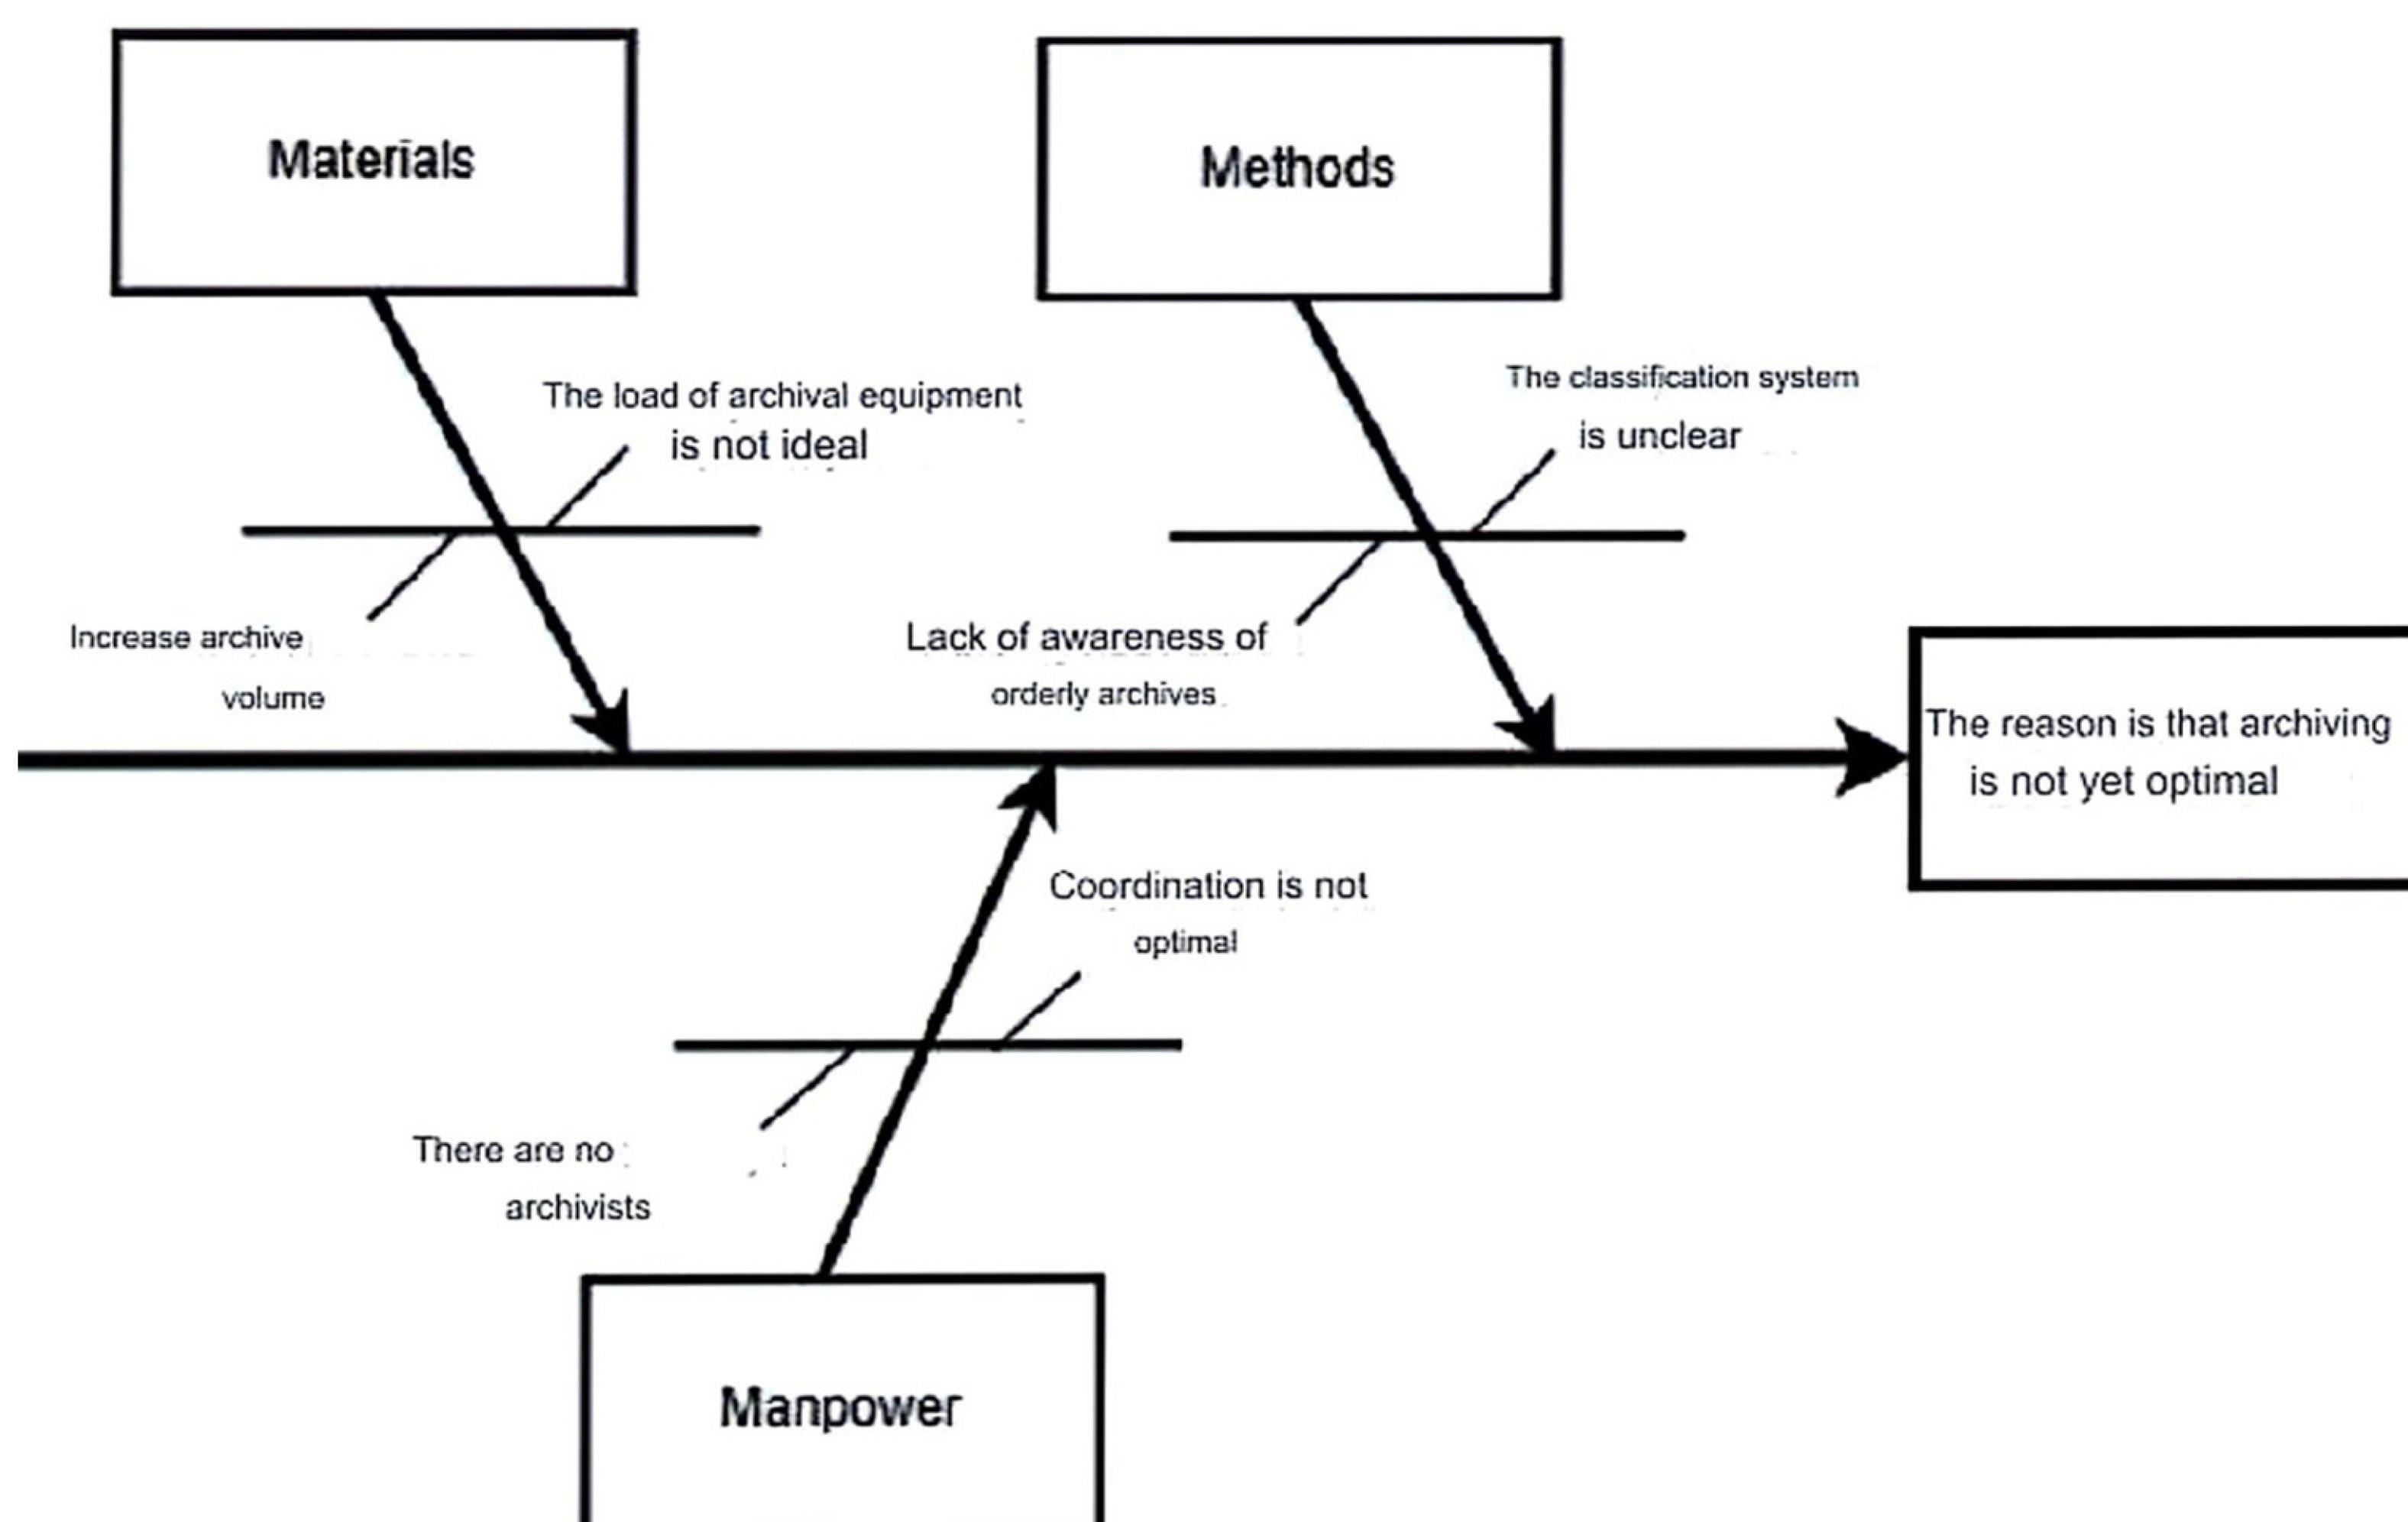 Materials
Methods
The load of archival equipment
is not ideal
The classification system
is unclear
Increase archive
volume
Lack of awareness of
orderly archives
The reason is that archiving
is not yet optimal
Coordination is not
optimal
There are no
archivists
Manpower